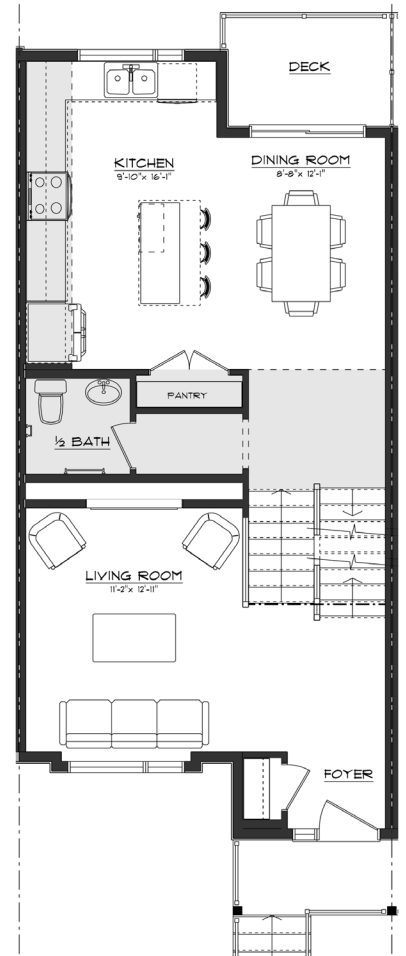 DECK
KITCHEN
9'-10"x 16'-1"
DINING ROOM
8'-8"x 12'-1"
PANTRY
½ BATH
LIVING ROOM
11'-2"x 12'-11"
FOYER